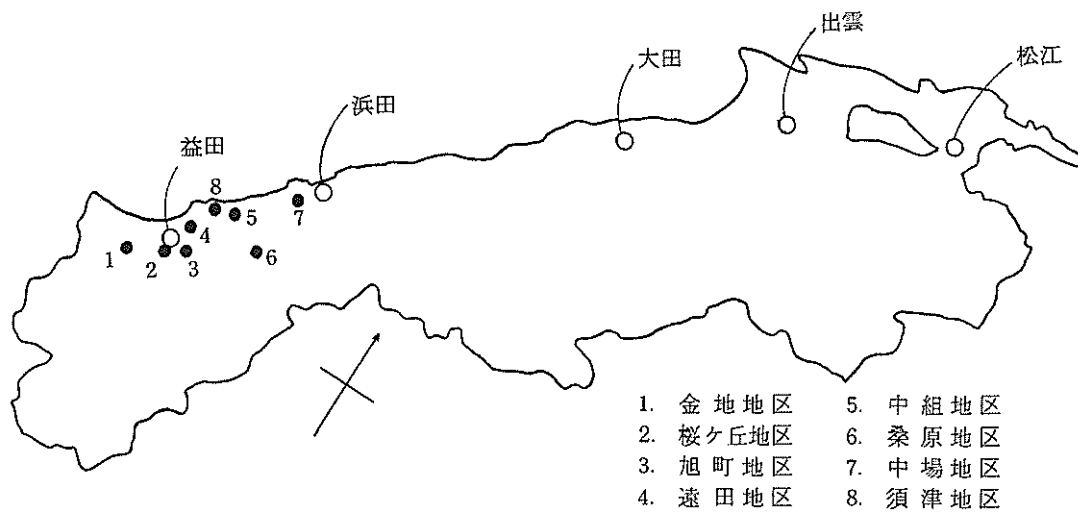 出雲
松江
大田
浜田
益田
8
7
5
4
1
2
3
6
1. 金地地区
2. 桜ケ丘地区
3. 旭町地区
4. 遠田地区
5. 中組地区
6. 桑原地区
7. 中場地区
8. 須津地区